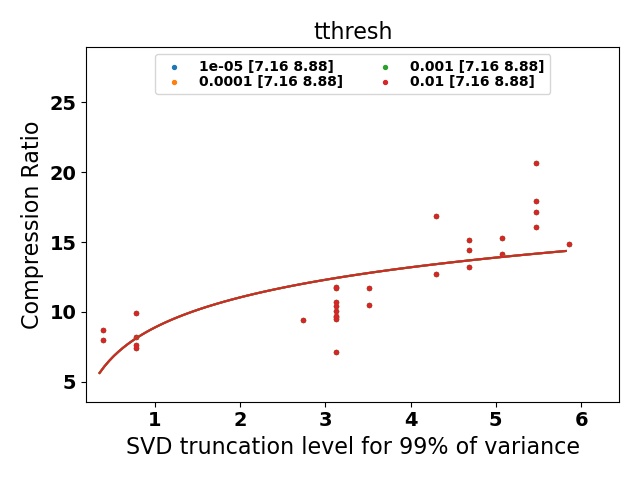 tthresh
1e-05 [7.16 8.88]
0.0001 [7.16 8.88]
0.001 [7.16 8.88]
0.01 [7.16 8.88]
Compression Ratio
25
20
15
10
5
1 2 3 4 5 6
SVD truncation level for 99% of variance